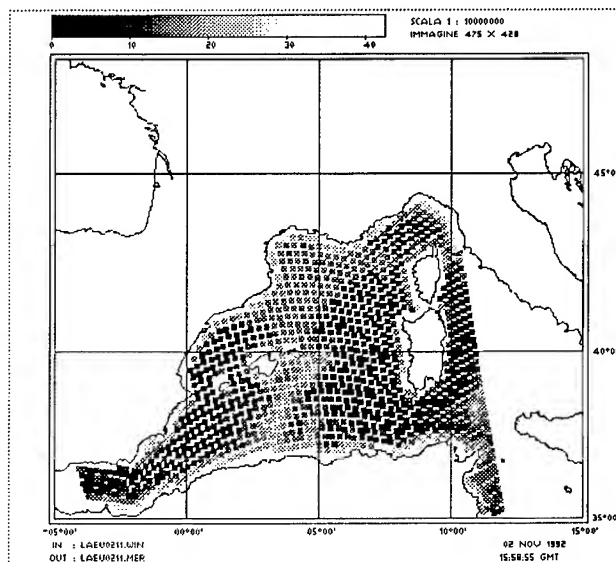 SCALA 1 : 10000000
IMMAGINE 475 X 428
0 10 20 30 40
45°0
40°0
35°0
-05°00' 00°00' 05°00' 10°00' 15°00'
IN : LAEU0211.WIN
OUT : LAEU0211.MER
02 NOV 1992
15:58:55 GMT